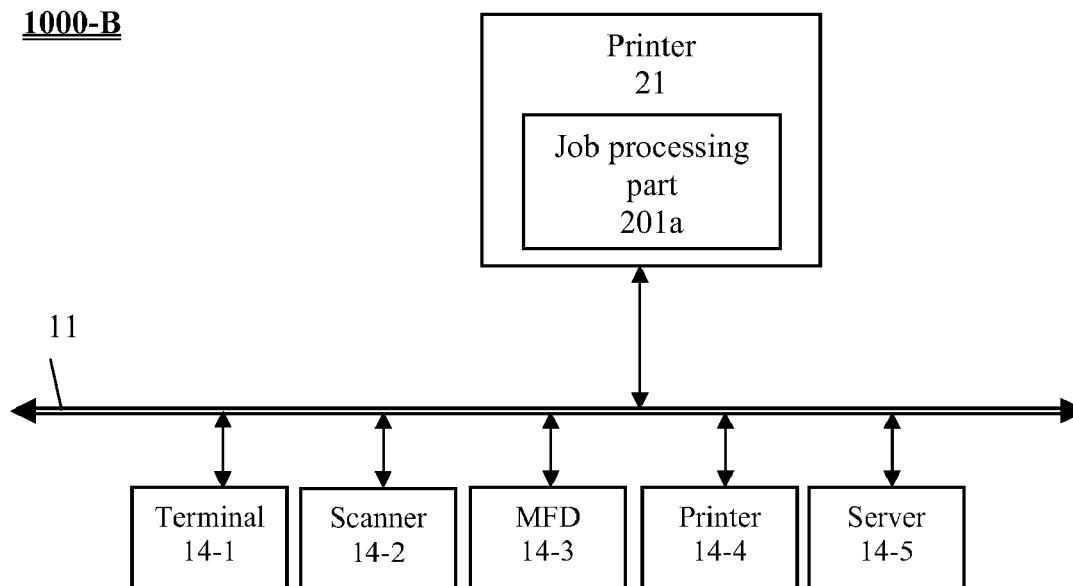 1000-B
Printer
21
Job processing
part
201a
11
Terminal
14-1
Scanner
14-2
MFD
14-3
Printer
14-4
Server
14-5